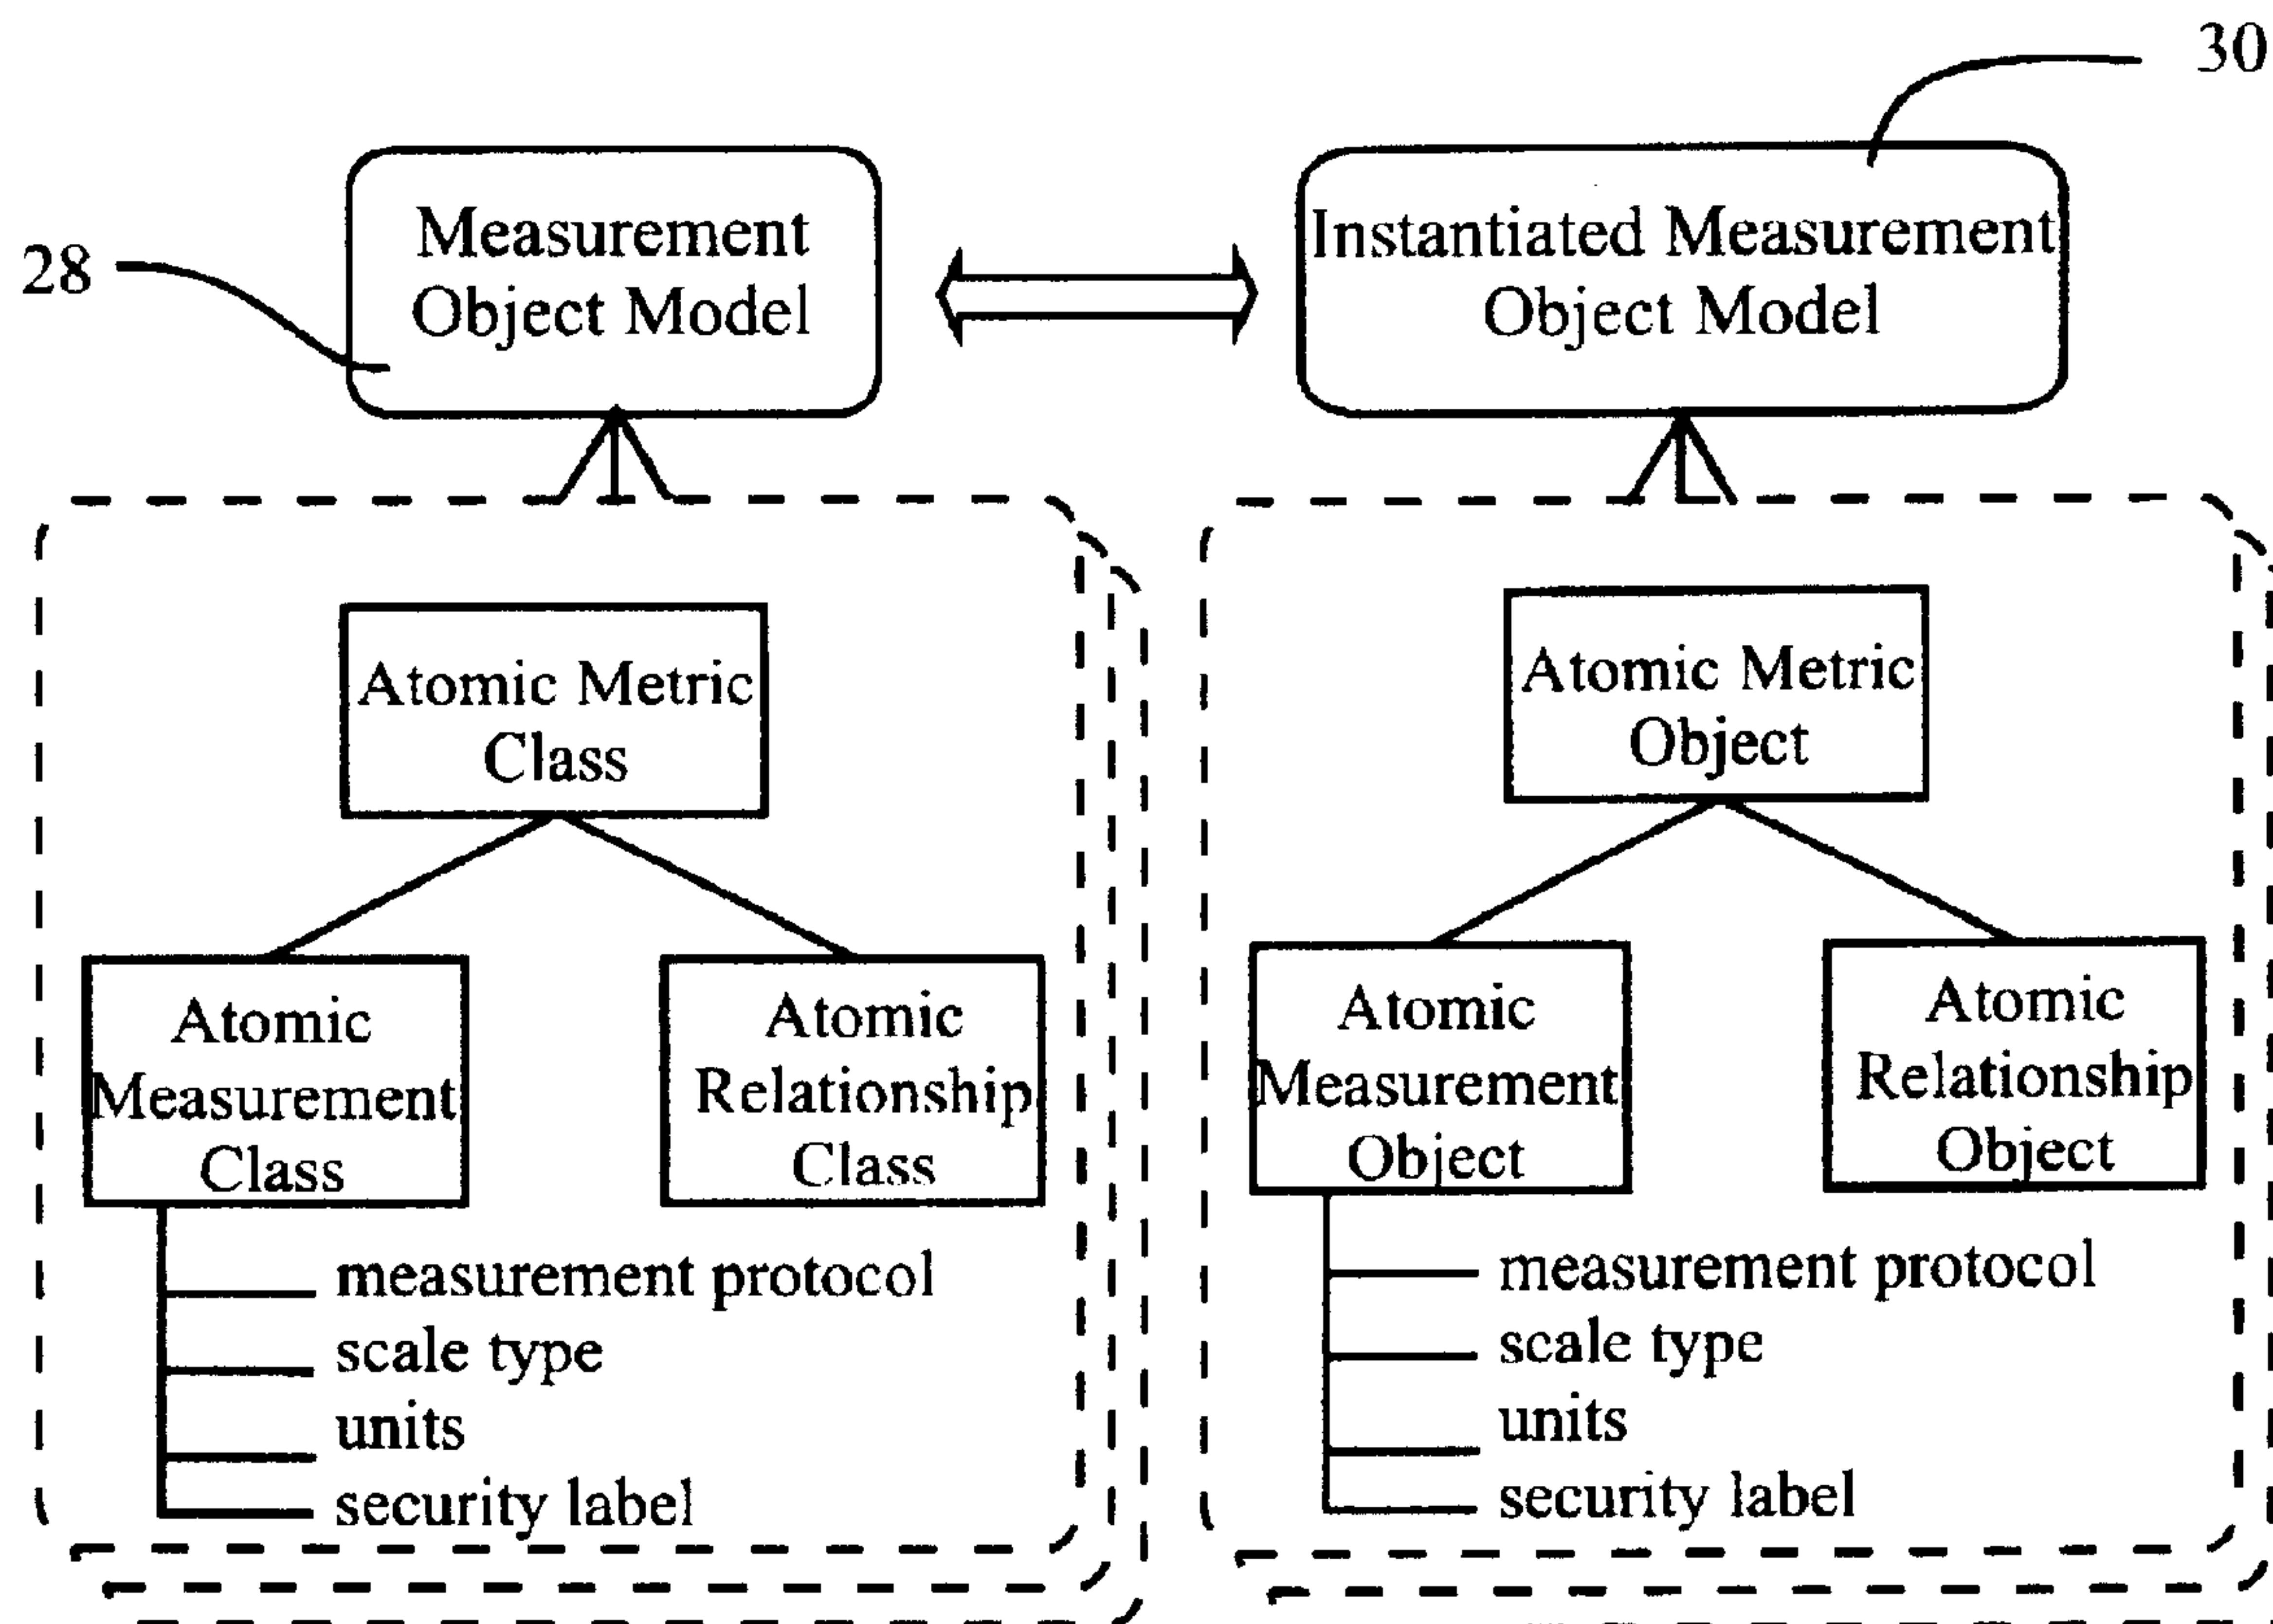 30
28
Measurement
Object Model
Instantiated Measurement
Object Model
Atomic Metric
Class
Atomic
Measurement
Class
Atomic
Relationship
Class
measurement protocol
scale type
units
security label
Atomic Metric
Object
Atomic
Measurement
Object
Atomic
Relationship
Object
measurement protocol
scale type
units
security label